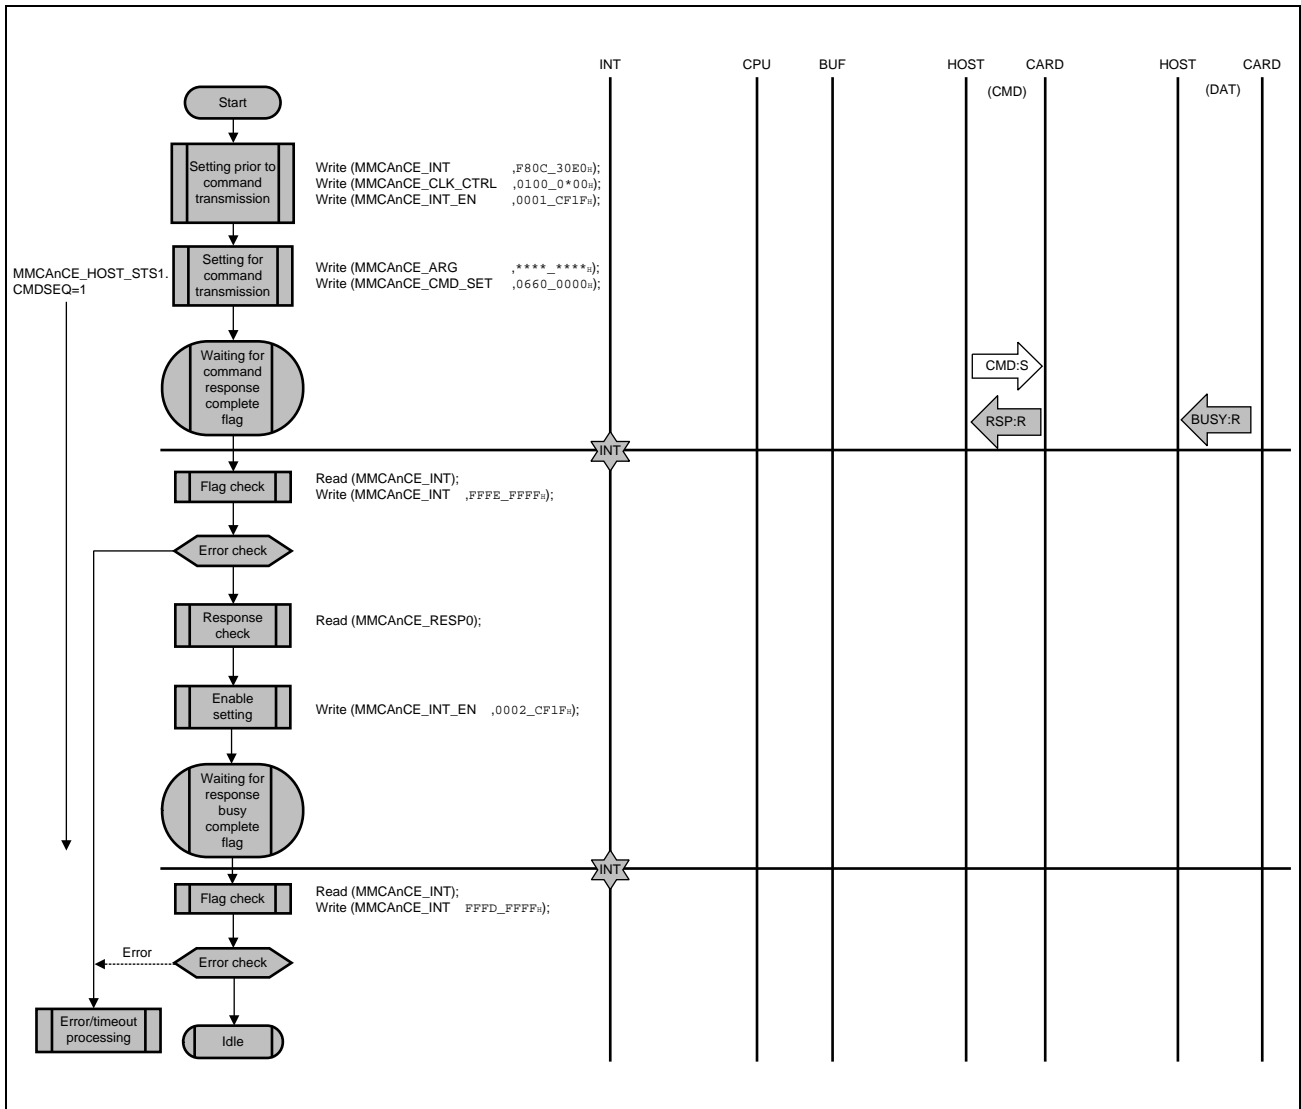 INT CPU BUF HOST CARD HOST CARD
(CMD) (DAT)
Start
Setting prior to
command
transmission
Write (MMCAnCE_INT ,F80C_30E0H);
Write (MMCAnCE_CLK_CTRL ,0100_0*00H);
Write (MMCAnCE_INT_EN ,0001_CF1FH);
MMCAnCE_HOST_STS1.
CMDSEQ=1
Setting for
command
transmission
Write (MMCAnCE_ARG ,****_****H);
Write (MMCAnCE_CMD_SET ,0660_0000H);
Waiting for
command
response
complete
flag
CMD:S
RSP:R
BUSY:R
INT
Flag check
Read (MMCAnCE_INT);
Write (MMCAnCE_INT ,FFFE_FFFFH);
Error check
Response
check
Read (MMCAnCE_RESP0);
Enable
setting
Write (MMCAnCE_INT_EN ,0002_CF1FH);
Waiting for
response
busy
complete
flag
INT
Flag check
Read (MMCAnCE_INT);
Write (MMCAnCE_INT FFFD_FFFFH);
Error
Error check
Error/timeout
processing
Idle